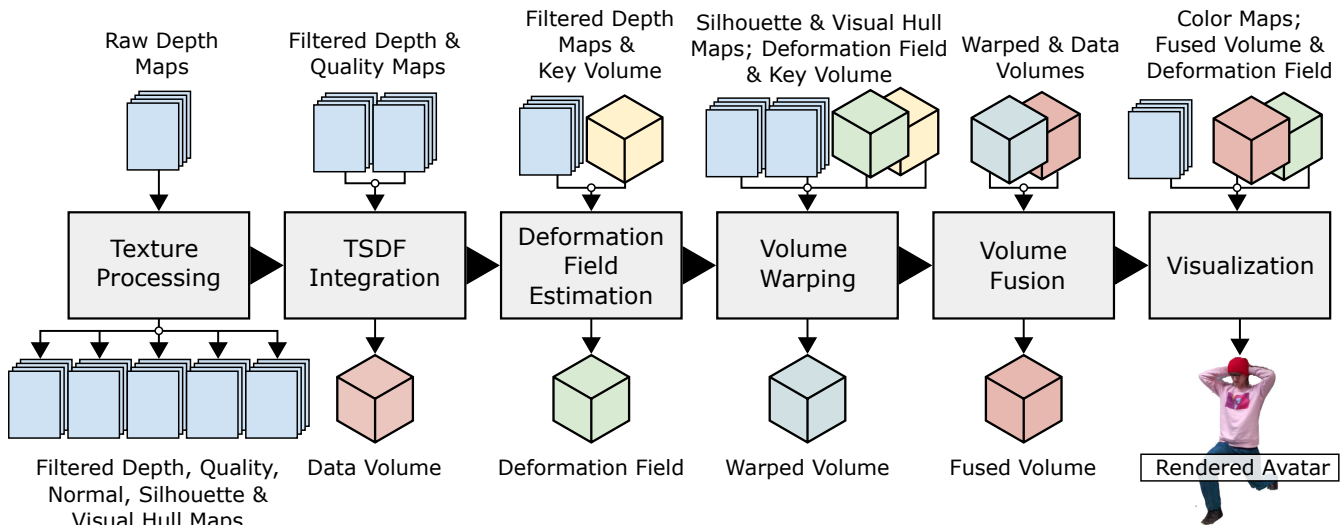 Raw Depth
Maps
Filtered Depth &
Quality Maps
Filtered Depth
Maps &
Key Volume
Silhouette & Visual Hull
Maps; Deformation Field
& Key Volume
Warped & Data
Volumes
Color Maps;
Fused Volume &
Deformation Field
Texture
Processing
TSDF
Integration
Deformation
Field
Estimation
Volume
Warping
Volume
Fusion
Visualization
Filtered Depth, Quality,
Normal, Silhouette &
Visual Hull Maps
Data Volume
Deformation Field
Warped Volume
Fused Volume
Rendered Avatar